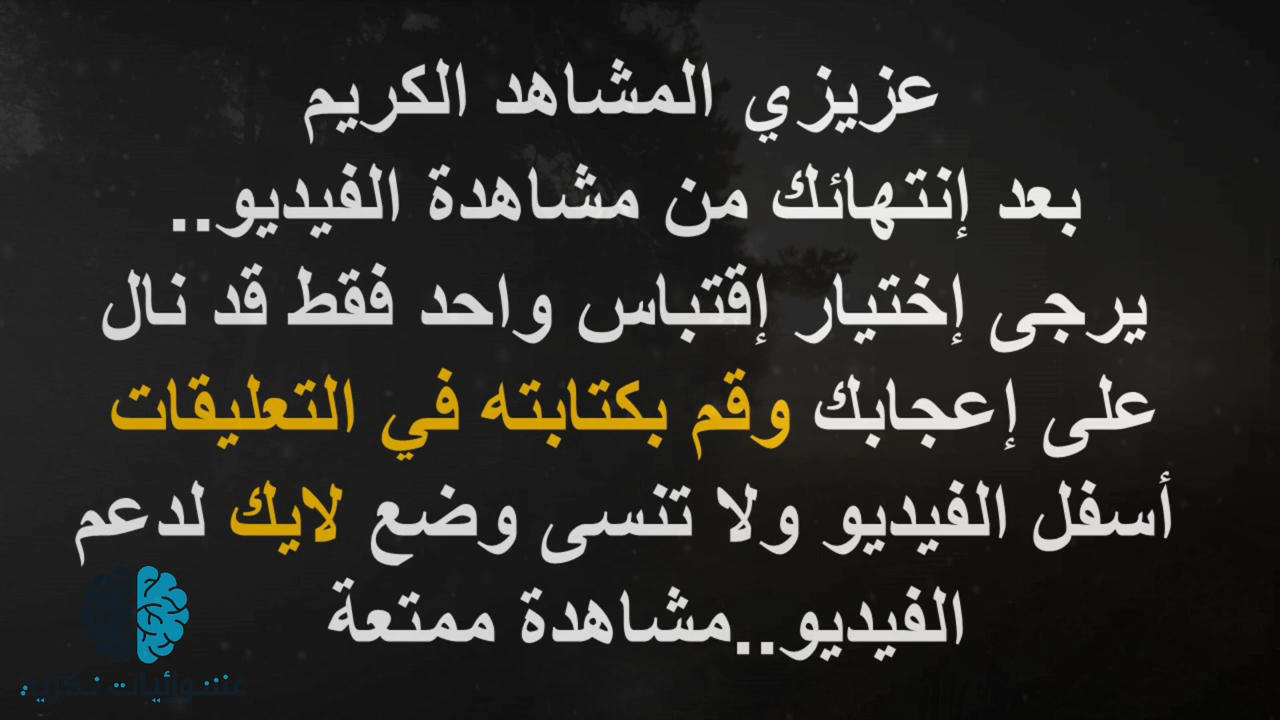 عزيزي المشاهد الكريم
بعد إنتهائك من مشاهدة الفيديو..
يرجى إختيار إقتباس واحد فقط قد نال
على إعجابك وقم بكتابته في التعليقات
أسفل الفيديو ولا تنسى وضع لايك لدعم
الفيديو..مشاهدة ممتعة